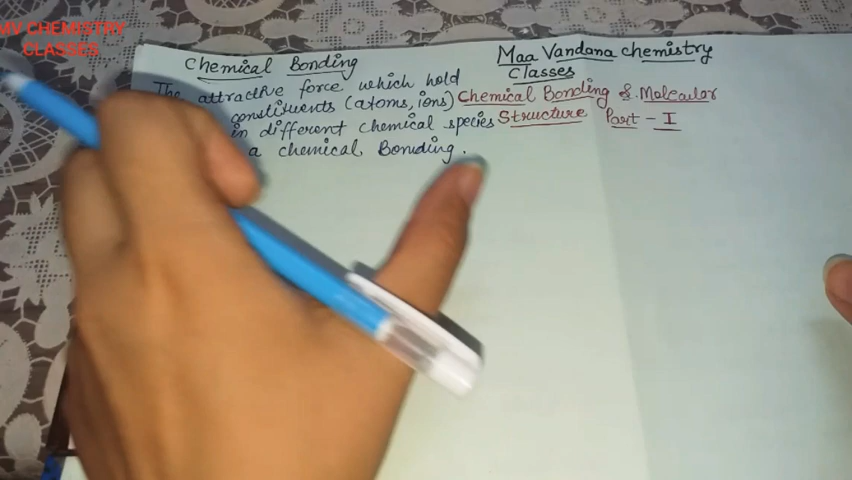 MV CHEMISTRY
CLASSES
Chemical Bonding
The attractive force which hold
constituents (atoms, ions)
in different chemical species
a chemical Bonding.
Maa Vandana chemistry
Classes
Chemical Bonding & Molecular
Structure Part - I